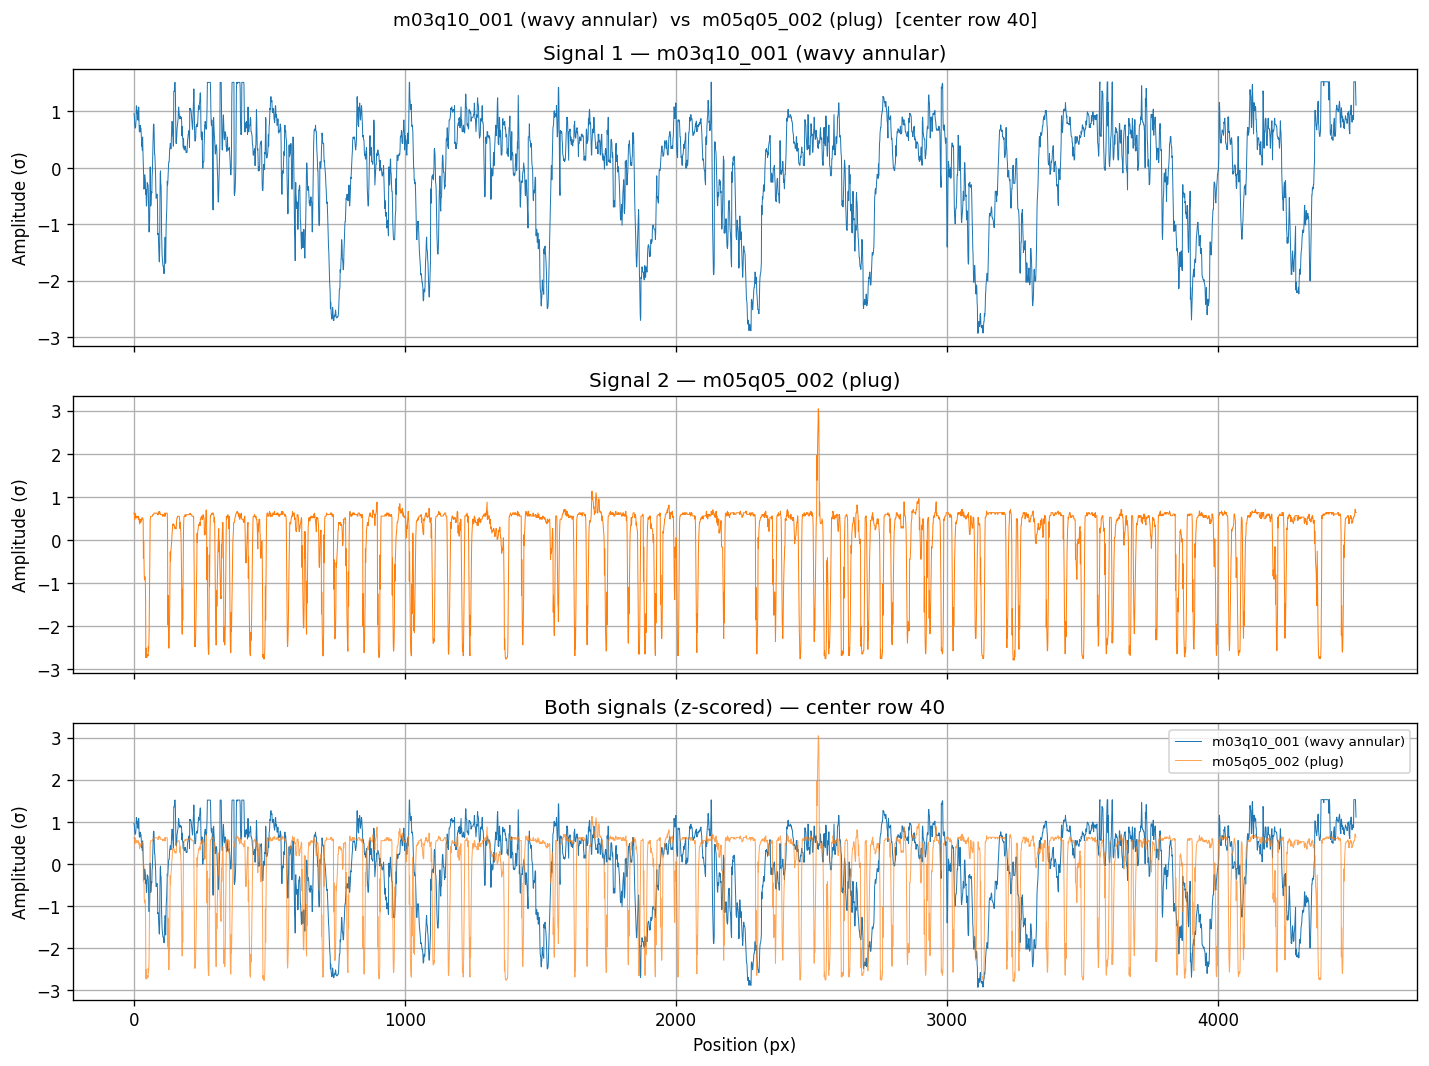 m03q10_001 (wavy annular)  vs  m05q05_002 (plug)  [center row 40]
Signal 1 — m03q10_001 (wavy annular)
Amplitude (σ)
1
0
−1
−2
−3
Signal 2 — m05q05_002 (plug)
Amplitude (σ)
3
2
1
0
−1
−2
−3
Both signals (z-scored) — center row 40
Amplitude (σ)
3
2
1
0
−1
−2
−3
m03q10_001 (wavy annular)
m05q05_002 (plug)
0 1000 2000 3000 4000
Position (px)